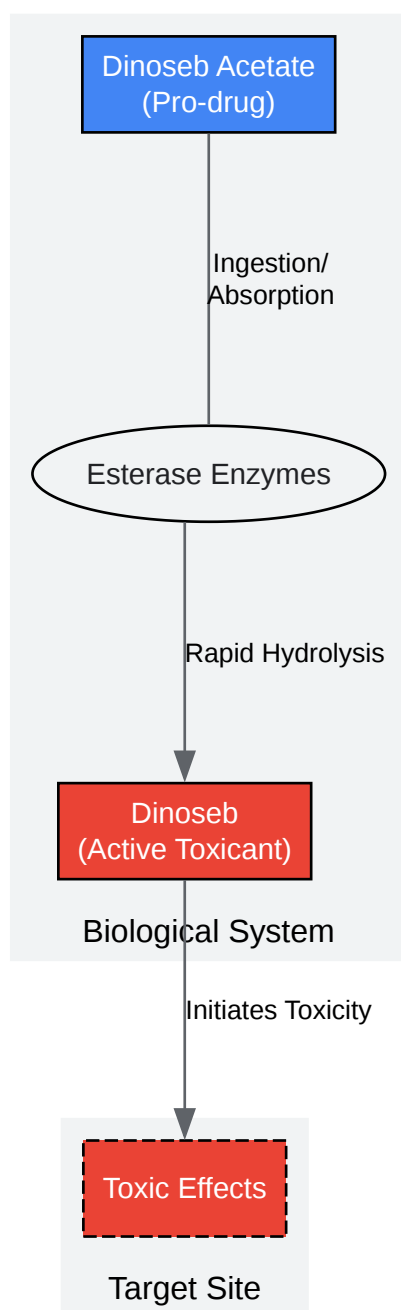 Dinoseb Acetate
(Pro-drug)
Ingestion/
Absorption
Esterase Enzymes
Rapid Hydrolysis
Dinoseb
(Active Toxicant)
Biological System
Initiates Toxicity
Toxic Effects
Target Site